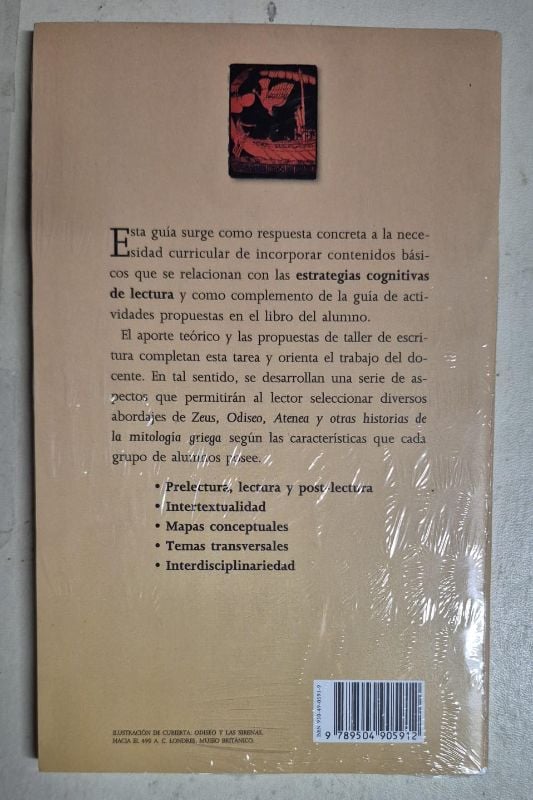 Esta guía surge como respuesta concreta a la nece-
sidad curricular de incorporar contenidos bási-
cos que se relacionan con las estrategias cognitivas
de lectura y como complemento de la guía de acti-
vidades propuestas en el libro del alumno.
El aporte teórico y las propuestas de taller de escri-
tura completan esta tarea y orienta el trabajo del do-
cente. En tal sentido, se desarrollan una serie de as-
pectos que permitirán al lector seleccionar diversos
abordajes de Zeus, Odiseo, Atenea y otras historias de
la mitología griega según las características que cada
grupo de alumnos posee.
• Prelectura, lectura y post-lectura
• Intertextualidad
• Mapas conceptuales
• Temas transversales
• Interdisciplinariedad
ILUSTRACIÓN DE CUBIERTA: ODISEO Y LAS SIRENAS,
HACIA EL 490 A. C. LONDRES, MUSEO BRITÁNICO.
ISBN 950-49-0591-9
9 789504 905912